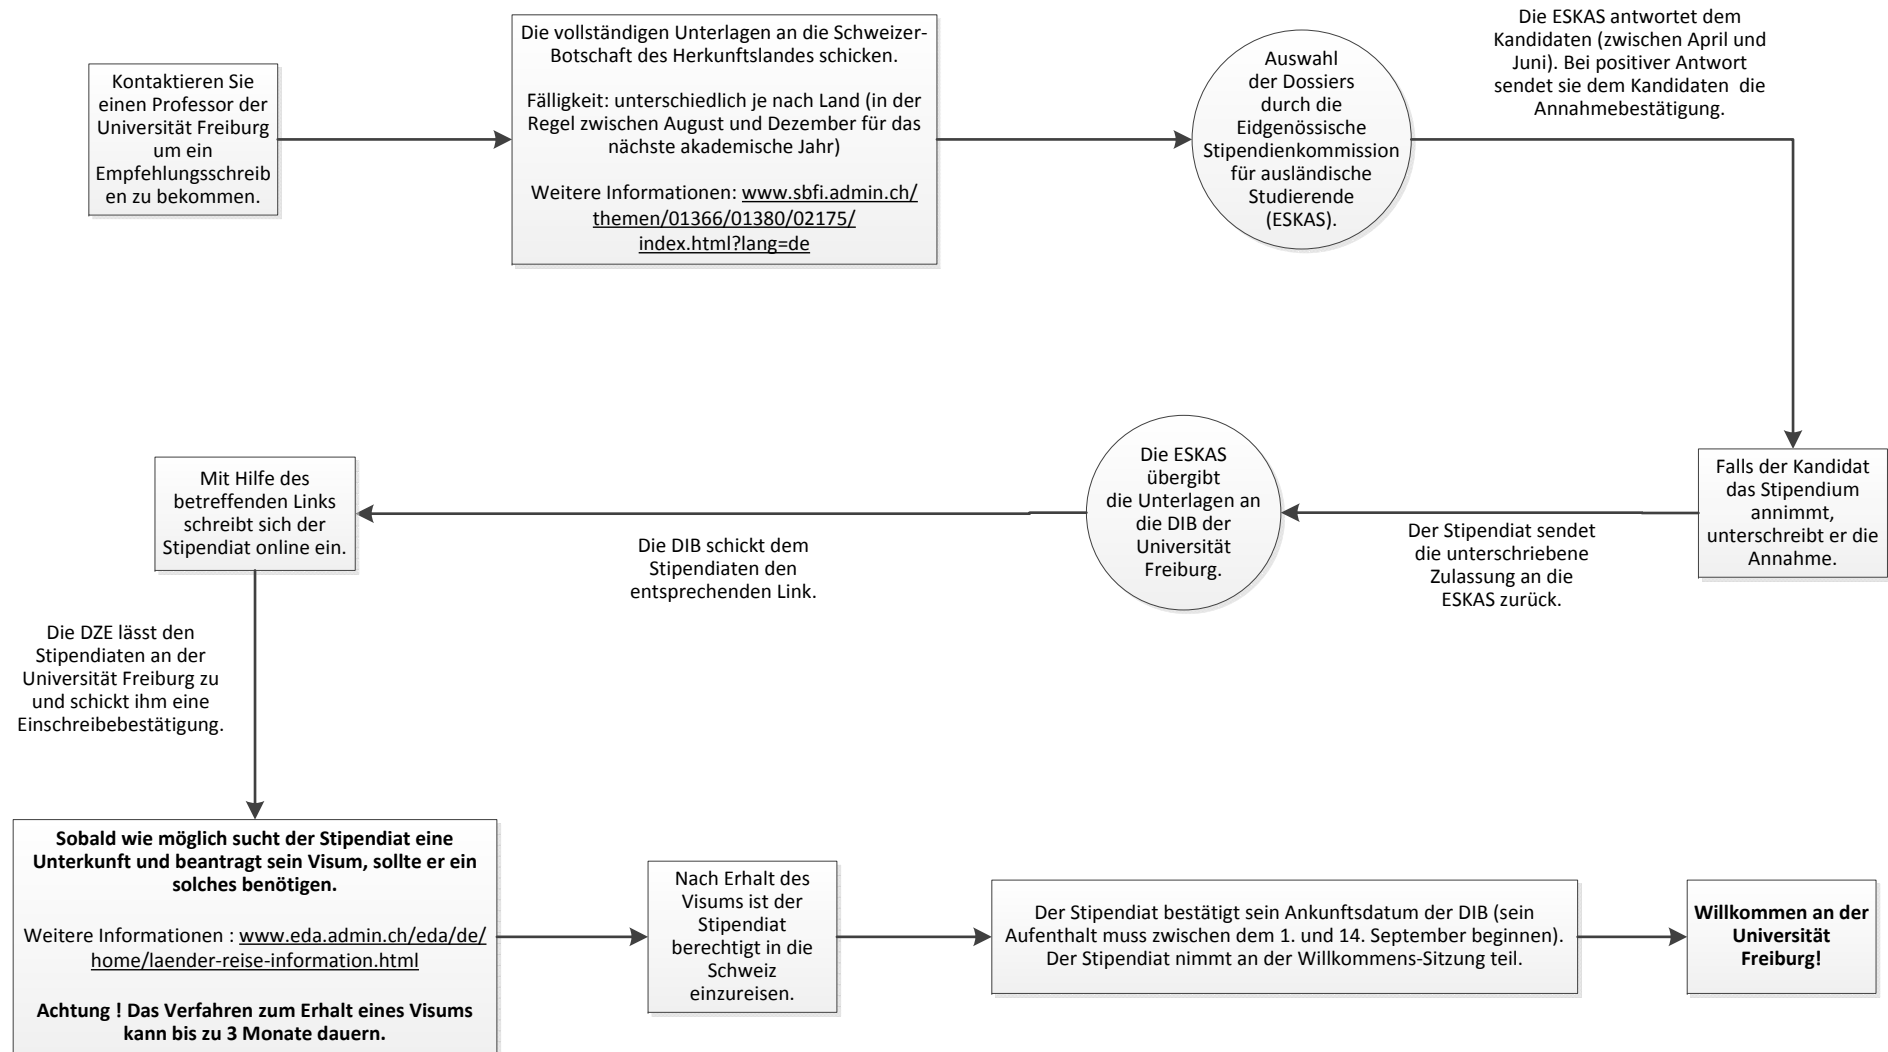 Kontaktieren Sie
einen Professor der
Universität Freiburg
um ein
Empfehlungsschreib
en zu bekommen.
Die vollständigen Unterlagen an die Schweizer-
Botschaft des Herkunftslandes schicken.
Fälligkeit: unterschiedlich je nach Land (in der
Regel zwischen August und Dezember für das
nächste akademische Jahr)
Weitere Informationen: www.sbfi.admin.ch/
themen/01366/01380/02175/
index.html?lang=de
Auswahl
der Dossiers
durch die
Eidgenössische
Stipendienkommission
für ausländische
Studierende
(ESKAS).
Die ESKAS antwortet dem
Kandidaten (zwischen April und
Juni). Bei positiver Antwort
sendet sie dem Kandidaten  die
Annahmebestätigung.
Falls der Kandidat
das Stipendium
annimmt,
unterschreibt er die
Annahme.
Der Stipendiat sendet
die unterschriebene
Zulassung an die
ESKAS zurück.
Die ESKAS
übergibt
die Unterlagen an
die DIB der
Universität
Freiburg.
Die DIB schickt dem
Stipendiaten den
entsprechenden Link.
Mit Hilfe des
betreffenden Links
schreibt sich der
Stipendiat online ein.
Die DZE lässt den
Stipendiaten an der
Universität Freiburg zu
und schickt ihm eine
Einschreibebestätigung.
Sobald wie möglich sucht der Stipendiat eine
Unterkunft und beantragt sein Visum, sollte er ein
solches benötigen.
Weitere Informationen : www.eda.admin.ch/eda/de/
home/laender-reise-information.html
Achtung ! Das Verfahren zum Erhalt eines Visums
kann bis zu 3 Monate dauern.
Nach Erhalt des
Visums ist der
Stipendiat
berechtigt in die
Schweiz
einzureisen.
Der Stipendiat bestätigt sein Ankunftsdatum der DIB (sein
Aufenthalt muss zwischen dem 1. und 14. September beginnen).
Der Stipendiat nimmt an der Willkommens-Sitzung teil.
Willkommen an der
Universität
Freiburg!